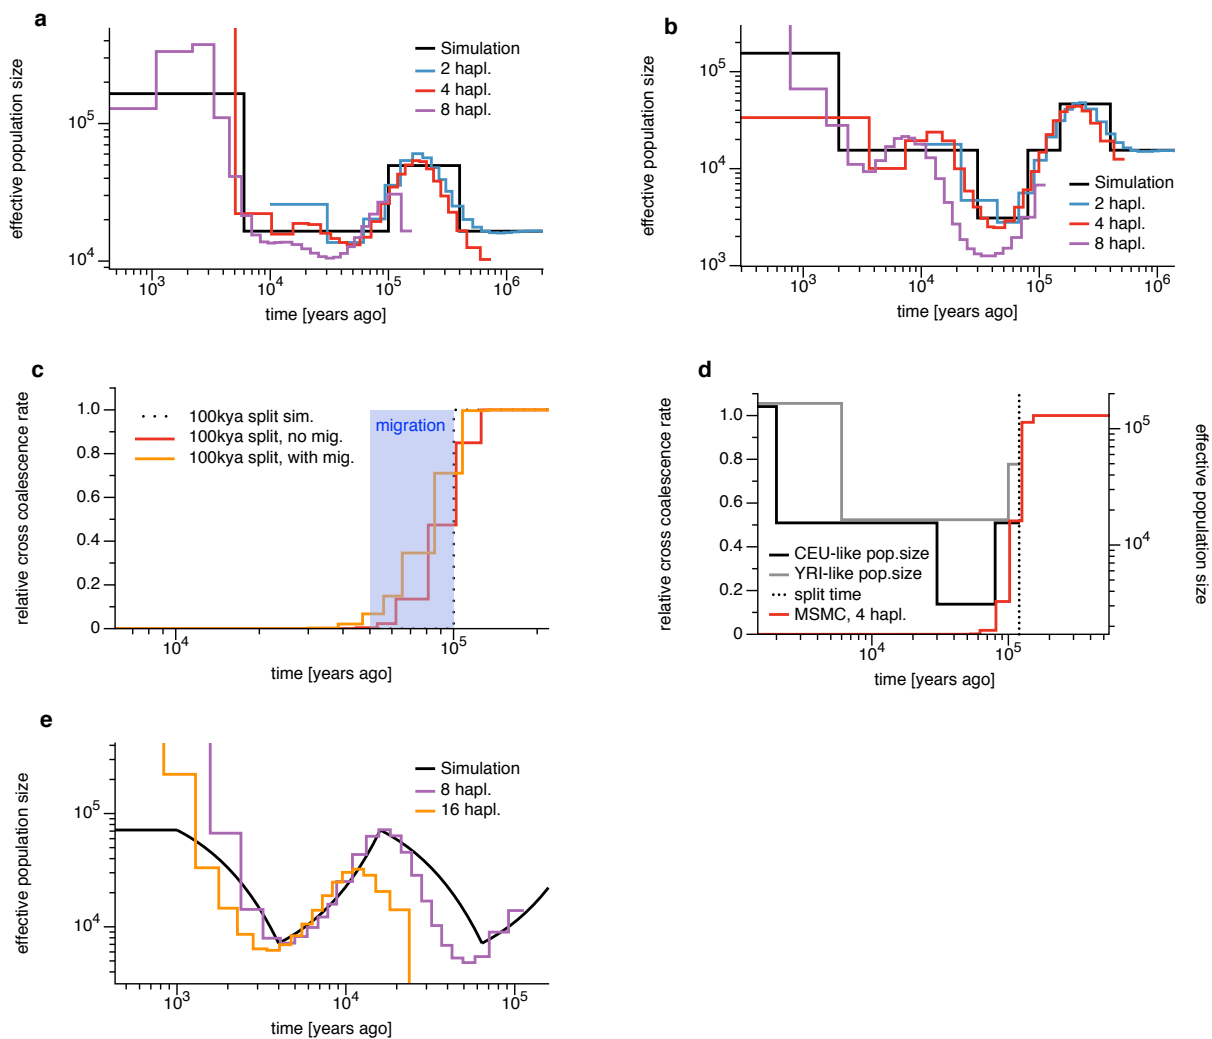 a
effective population size
10^5
10^4
Simulation
2 hapl.
4 hapl.
8 hapl.
10^3 10^4 10^5 10^6
time [years ago]
b
effective population size
10^5
10^4
10^3
Simulation
2 hapl.
4 hapl.
8 hapl.
10^3 10^4 10^5 10^6
time [years ago]
c
relative cross coalescence rate
1.0
0.8
0.6
0.4
0.2
0
100kya split sim.
100kya split, no mig.
100kya split, with mig.
migration
10^4 10^5
time [years ago]
d
relative cross coalescence rate
1.0
0.8
0.6
0.4
0.2
0
CEU-like pop.size
YRI-like pop.size
split time
MSMC, 4 hapl.
10^5
10^4
effective population size
10^4 10^5
time [years ago]
e
effective population size
10^5
10^4
Simulation
8 hapl.
16 hapl.
10^3 10^4 10^5
time [years ago]